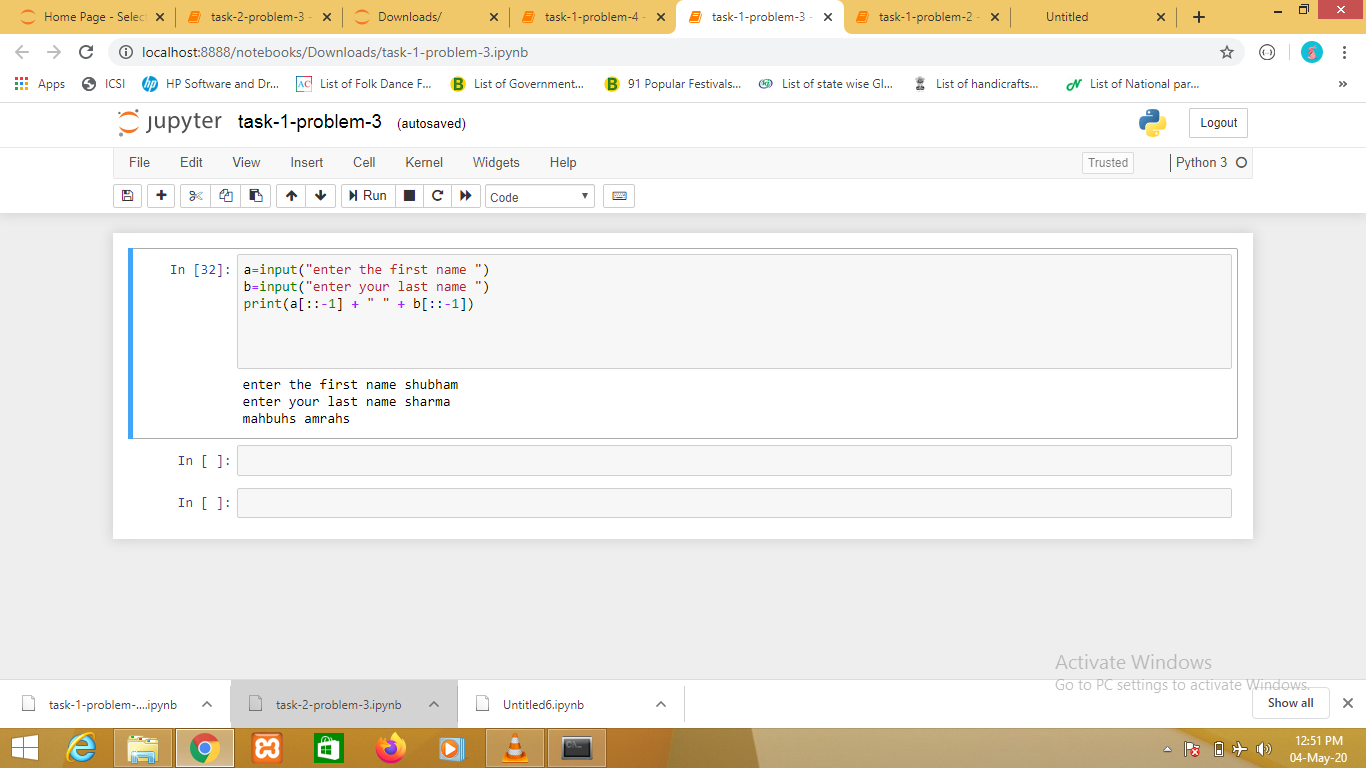 Home Page - Selec
task-2-problem-3 -
Downloads/
task-1-problem-4 -
task-1-problem-3 -
task-1-problem-2 -
Untitled
localhost:8888/notebooks/Downloads/task-1-problem-3.ipynb
Apps
ICSI
HP Software and Dr...
List of Folk Dance F...
List of Government...
91 Popular Festivals...
List of state wise GI...
List of handicrafts...
List of National par...
jupyter task-1-problem-3 (autosaved)
Logout
File Edit View Insert Cell Kernel Widgets Help
Trusted
Python 3
Run
Code
In [32]:
a=input("enter the first name ")
b=input("enter your last name ")
print(a[::-1] + " " + b[::-1])
enter the first name shubham
enter your last name sharma
mahbuhs amrahs
In [ ]:
In [ ]:
Activate Windows
Go to PC settings to activate Windows.
task-1-problem-....ipynb
task-2-problem-3.ipynb
Untitled6.ipynb
Show all
12:51 PM
04-May-20